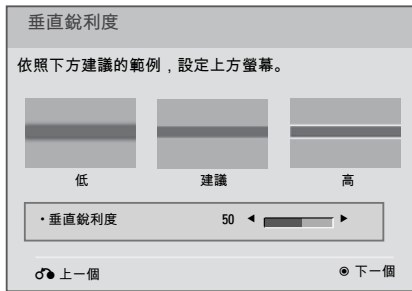 垂直銳利度
依照下方建議的範例，設定上方螢幕。
低 建議 高
・垂直銳利度 50
上一個 下一個